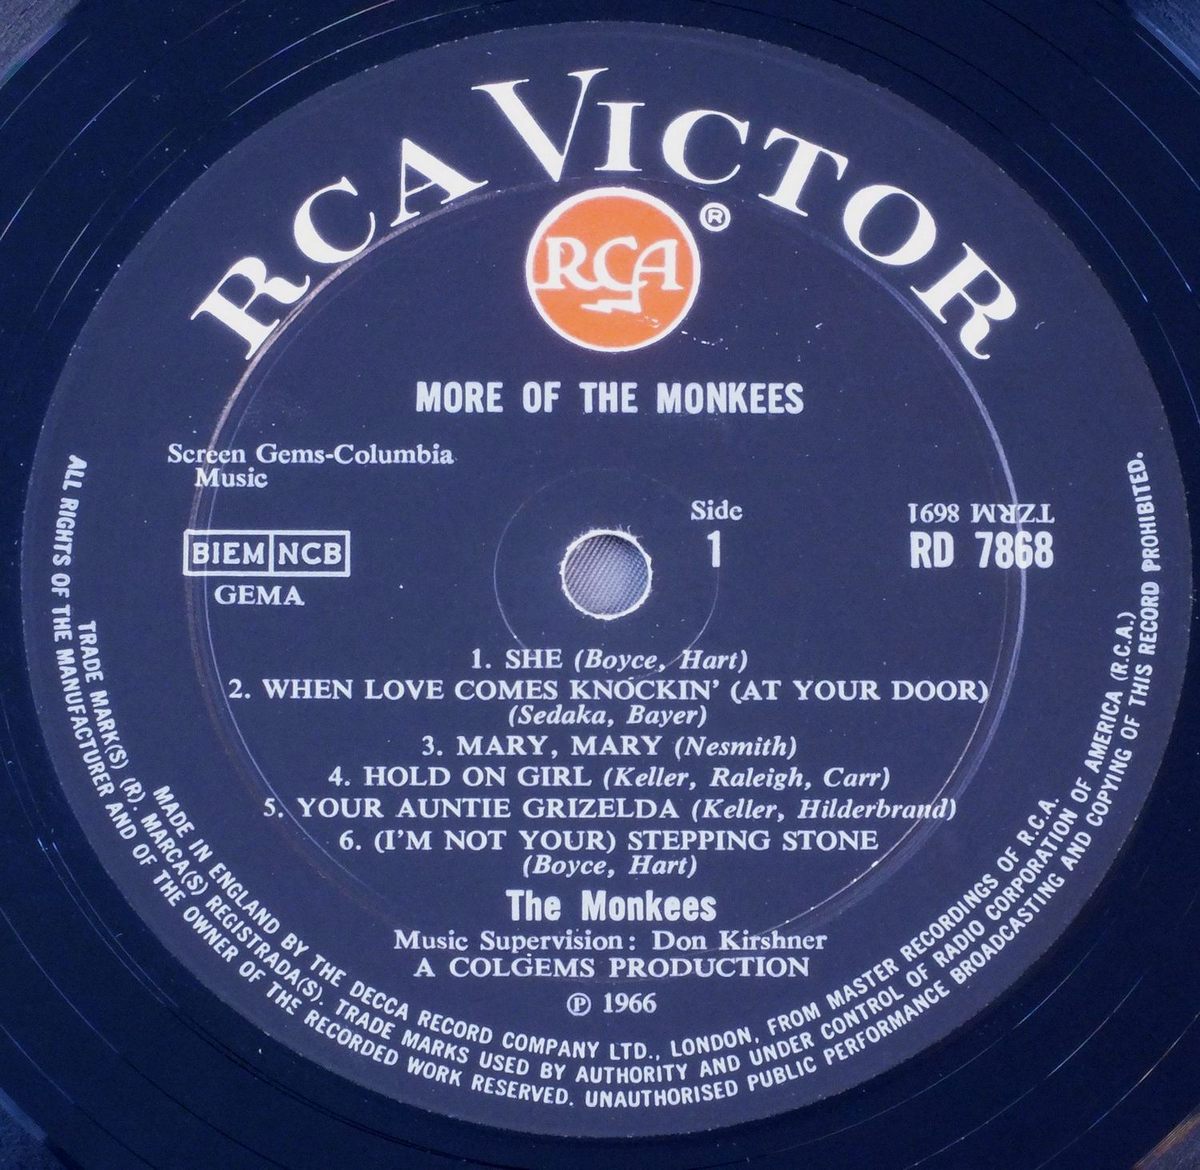 RCA VICTOR
RCA
®
MORE OF THE MONKEES
Screen Gems-Columbia
Music
BIEM NCB
GEMA
Side
1
TZRM 8691
RD 7868
1. SHE (Boyce, Hart)
2. WHEN LOVE COMES KNOCKIN' (AT YOUR DOOR)
(Sedaka, Bayer)
3. MARY, MARY (Nesmith)
4. HOLD ON GIRL (Keller, Raleigh, Carr)
5. YOUR AUNTIE GRIZELDA (Keller, Hilderbrand)
6. (I'M NOT YOUR) STEPPING STONE
(Boyce, Hart)
The Monkees
Music Supervision: Don Kirshner
A COLGEMS PRODUCTION
℗ 1966
MADE IN ENGLAND BY THE DECCA RECORD COMPANY LTD., LONDON, FROM MASTER RECORDINGS OF R.C.A.
TRADE MARK(S) (R). MARCA(S) REGISTRADA(S). TRADE MARKS USED BY AUTHORITY AND UNDER CONTROL OF RADIO CORPORATION OF AMERICA (R.C.A.)
ALL RIGHTS OF THE MANUFACTURER AND OF THE OWNER OF THE RECORDED WORK RESERVED. UNAUTHORISED PUBLIC PERFORMANCE BROADCASTING AND COPYING OF THIS RECORD PROHIBITED.